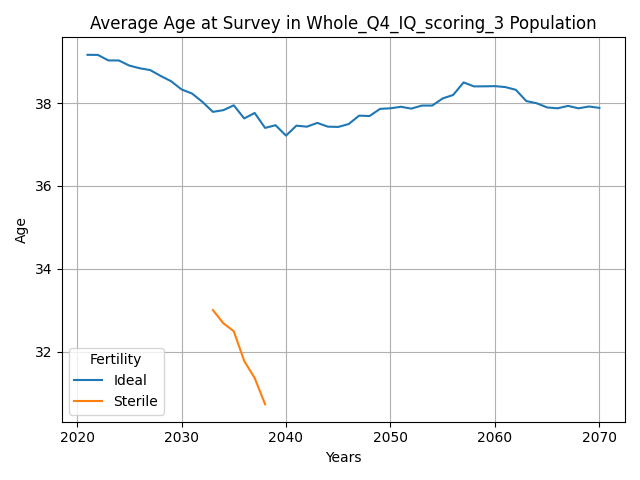 Average Age at Survey in Whole_Q4_IQ_scoring_3 Population
Age
38
36
34
32
Fertility
Ideal
Sterile
2020
2030
2040
2050
2060
2070
Years